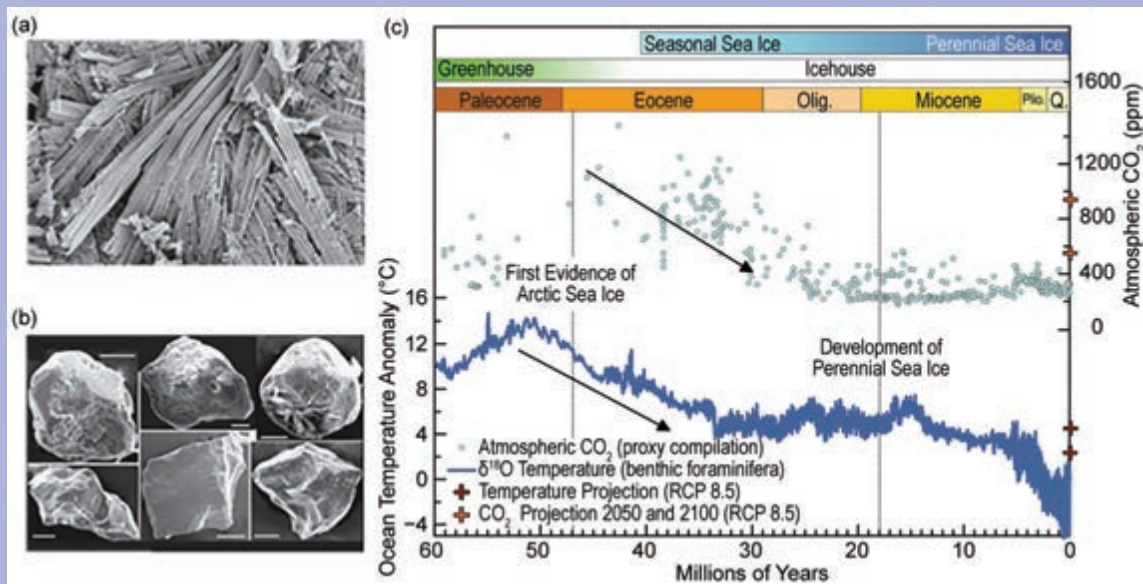 (a)
(b)
(c)
Seasonal Sea Ice
Perennial Sea Ice
Greenhouse
Icehouse
Paleocene
Eocene
Olig.
Miocene
Plio.
Q.
1600
1200
800
400
0
Atmospheric CO₂ (ppm)
First Evidence of
Arctic Sea Ice
Development of
Perennial Sea Ice
Ocean Temperature Anomaly (°C)
16
12
8
4
0
−4
Atmospheric CO₂ (proxy compilation)
δ¹⁸O Temperature (benthic foraminifera)
Temperature Projection (RCP 8.5)
CO₂ Projection 2050 and 2100 (RCP 8.5)
60
50
40
30
20
10
0
Millions of Years